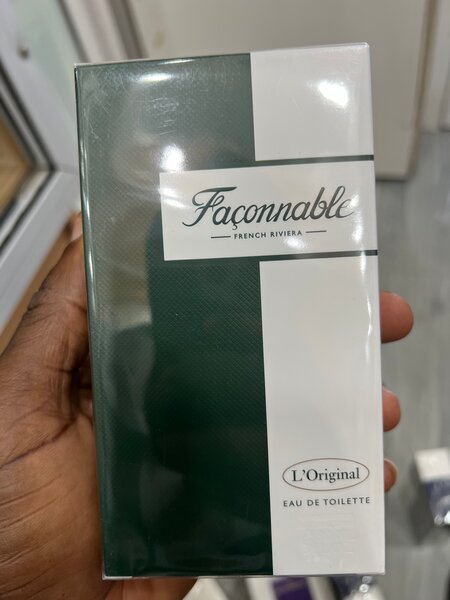 Façonnable
FRENCH RIVIERA
L'Original
EAU DE TOILETTE